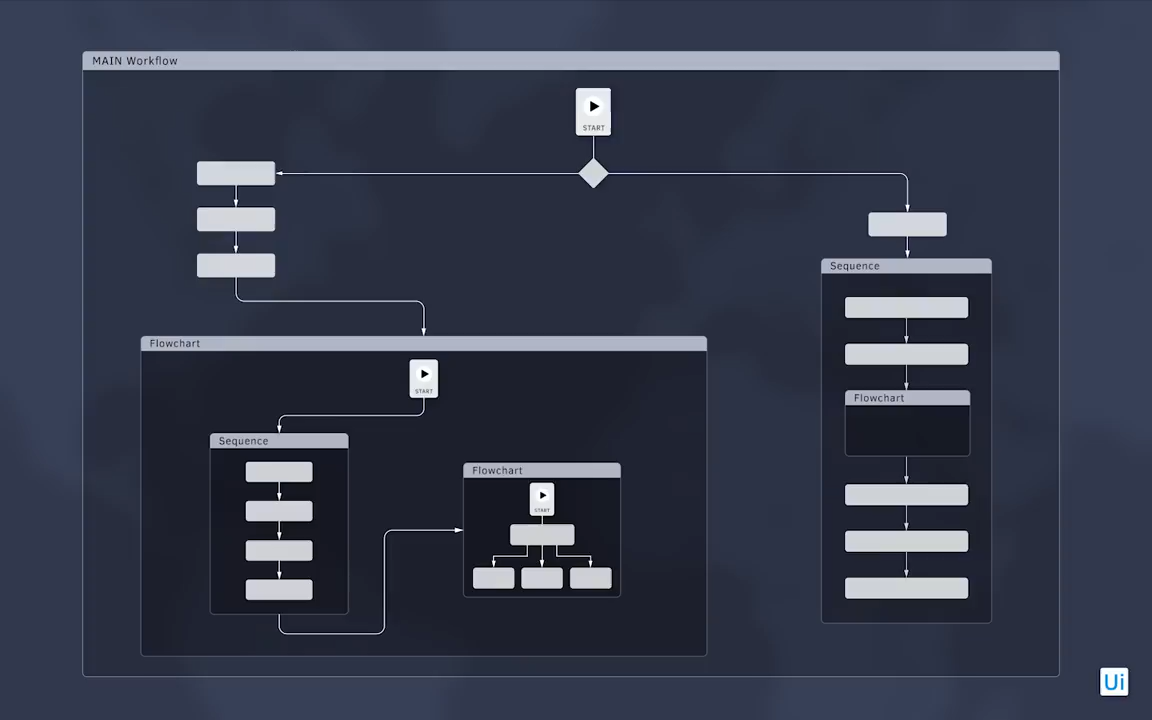 MAIN Workflow
START
Sequence
Flowchart
START
Flowchart
Sequence
Flowchart
START
Ui